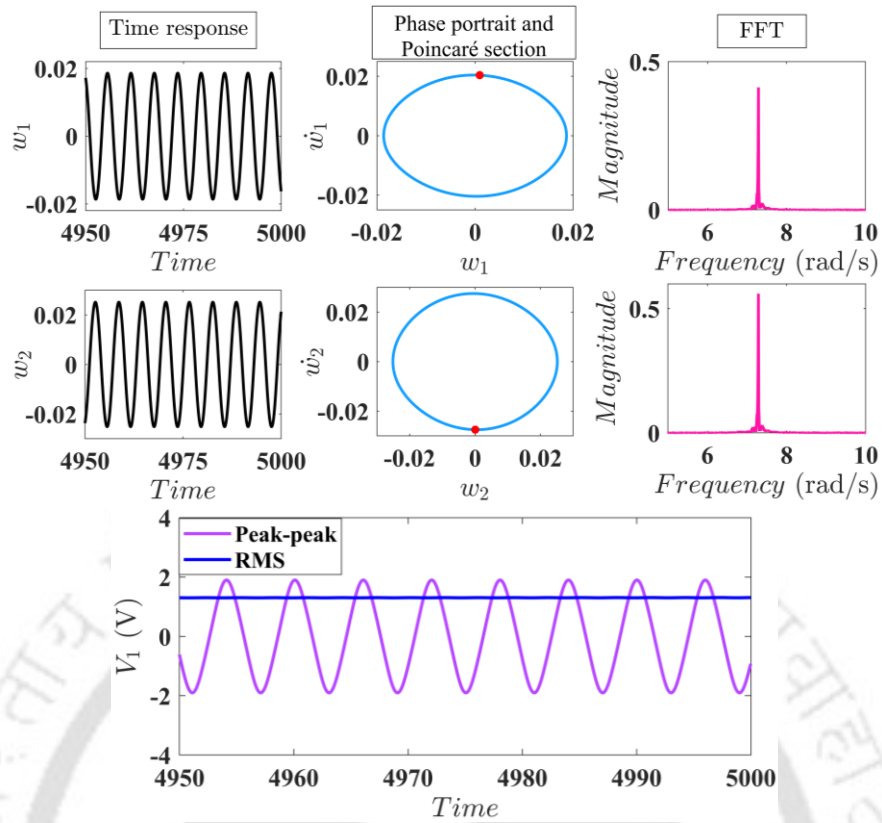 Time response
Phase portrait and
Poincaré section
FFT
0.02
0
-0.02
w₁
4950 4975 5000
Time
0.02
0
-0.02
ẇ₁
-0.02 0 0.02
w₁
0.5
0
Magnitude
6 8 10
Frequency (rad/s)
0.02
0
-0.02
w₂
4950 4975 5000
Time
0.02
0
-0.02
ẇ₂
-0.02 0 0.02
w₂
0.5
0
Magnitude
6 8 10
Frequency (rad/s)
Peak-peak
RMS
4
2
0
-2
-4
V₁ (V)
4950 4960 4970 4980 4990 5000
Time